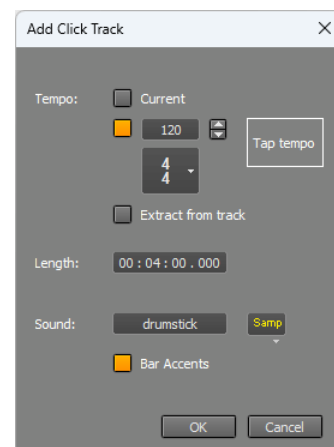 Add Click Track
Tempo: Current
120
Tap tempo
4
4
Extract from track
Length: 00 : 04 : 00 . 000
Sound: drumstick Samp
Bar Accents
OK Cancel